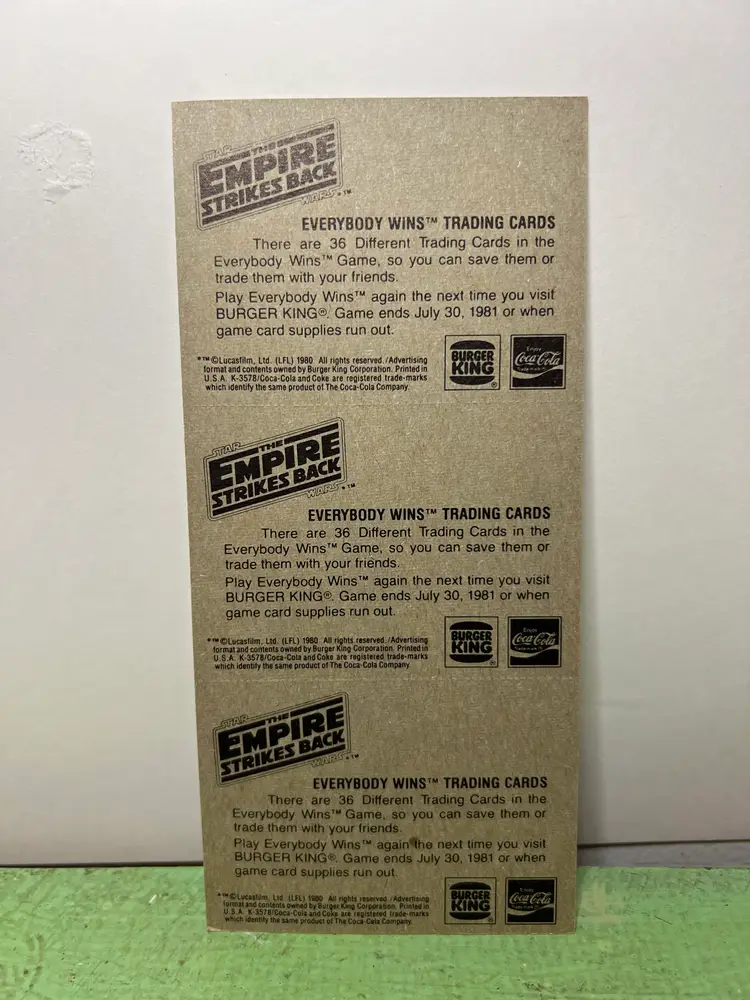 STAR
THE
EMPIRE
STRIKES BACK
WARS *™
EVERYBODY WINS™ TRADING CARDS
There are 36 Different Trading Cards in the
Everybody Wins™ Game, so you can save them or
trade them with your friends.
Play Everybody Wins™ again the next time you visit
BURGER KING®. Game ends July 30, 1981 or when
game card supplies run out.
*™©Lucasfilm, Ltd. (LFL) 1980 All rights reserved./Advertising
format and contents owned by Burger King Corporation. Printed in
U.S.A. K-3578/Coca-Cola and Coke are registered trade-marks
which identify the same product of The Coca-Cola Company.
BURGER
KING
®
Enjoy
Coca-Cola
Trade-mark ®
STAR
THE
EMPIRE
STRIKES BACK
WARS *™
EVERYBODY WINS™ TRADING CARDS
There are 36 Different Trading Cards in the
Everybody Wins™ Game, so you can save them or
trade them with your friends.
Play Everybody Wins™ again the next time you visit
BURGER KING®. Game ends July 30, 1981 or when
game card supplies run out.
*™©Lucasfilm, Ltd. (LFL) 1980 All rights reserved./Advertising
format and contents owned by Burger King Corporation. Printed in
U.S.A. K-3578/Coca-Cola and Coke are registered trade-marks
which identify the same product of The Coca-Cola Company.
BURGER
KING
®
Enjoy
Coca-Cola
Trade-mark ®
STAR
THE
EMPIRE
STRIKES BACK
WARS *™
EVERYBODY WINS™ TRADING CARDS
There are 36 Different Trading Cards in the
Everybody Wins™ Game, so you can save them or
trade them with your friends.
Play Everybody Wins™ again the next time you visit
BURGER KING®. Game ends July 30, 1981 or when
game card supplies run out.
*™©Lucasfilm, Ltd. (LFL) 1980 All rights reserved./Advertising
format and contents owned by Burger King Corporation. Printed in
U.S.A. K-3578/Coca-Cola and Coke are registered trade-marks
which identify the same product of The Coca-Cola Company.
BURGER
KING
®
Enjoy
Coca-Cola
Trade-mark ®